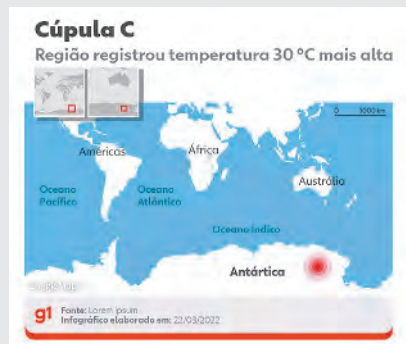 Cúpula C
Região registrou temperatura 30 °C mais alta
0 1000 km
Américas
África
Austrália
Oceano
Pacífico
Oceano
Atlântico
Oceano Índico
Antártica
g1
Fonte: Lorem ipsum
Infográfico elaborado em: 22/03/2022